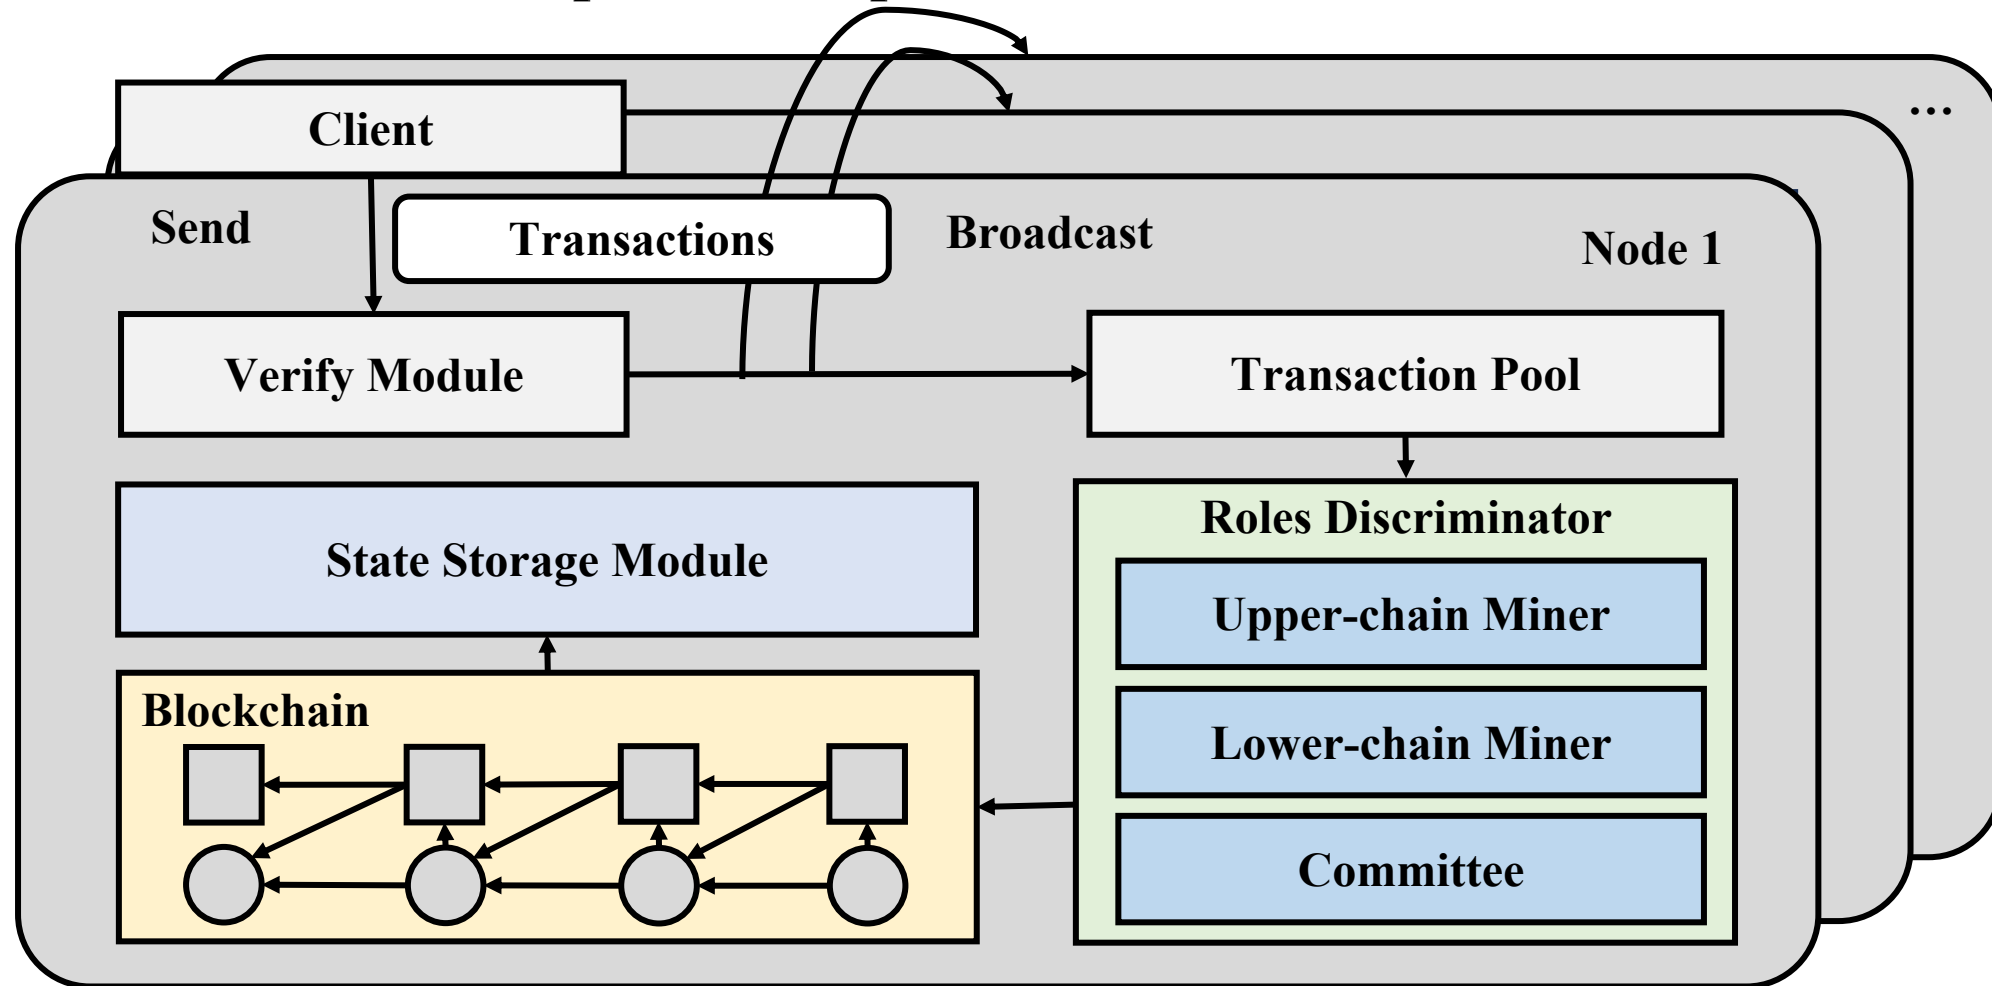 Client
...
Send
Transactions
Broadcast
Node 1
Verify Module
Transaction Pool
State Storage Module
Roles Discriminator
Upper-chain Miner
Blockchain
Lower-chain Miner
Committee